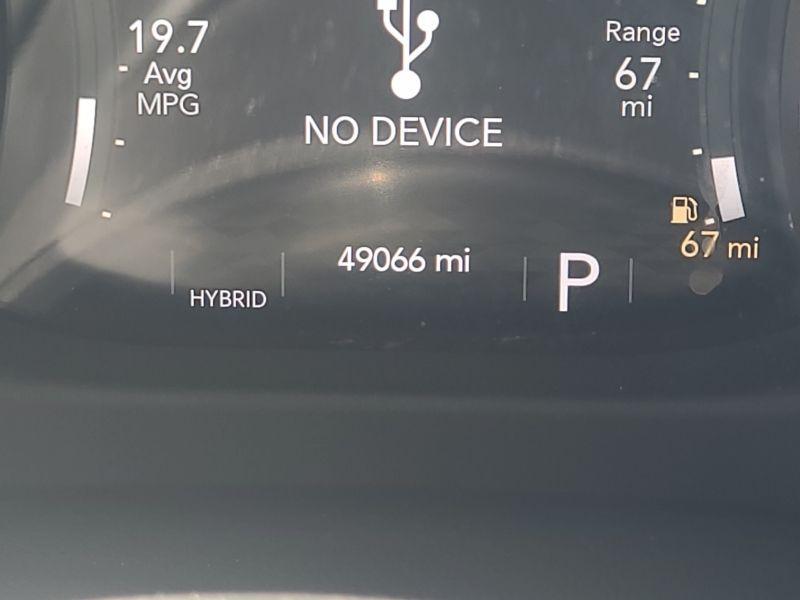 19.7
Avg
MPG
NO DEVICE
Range
67
mi
67 mi
HYBRID
49066 mi
P